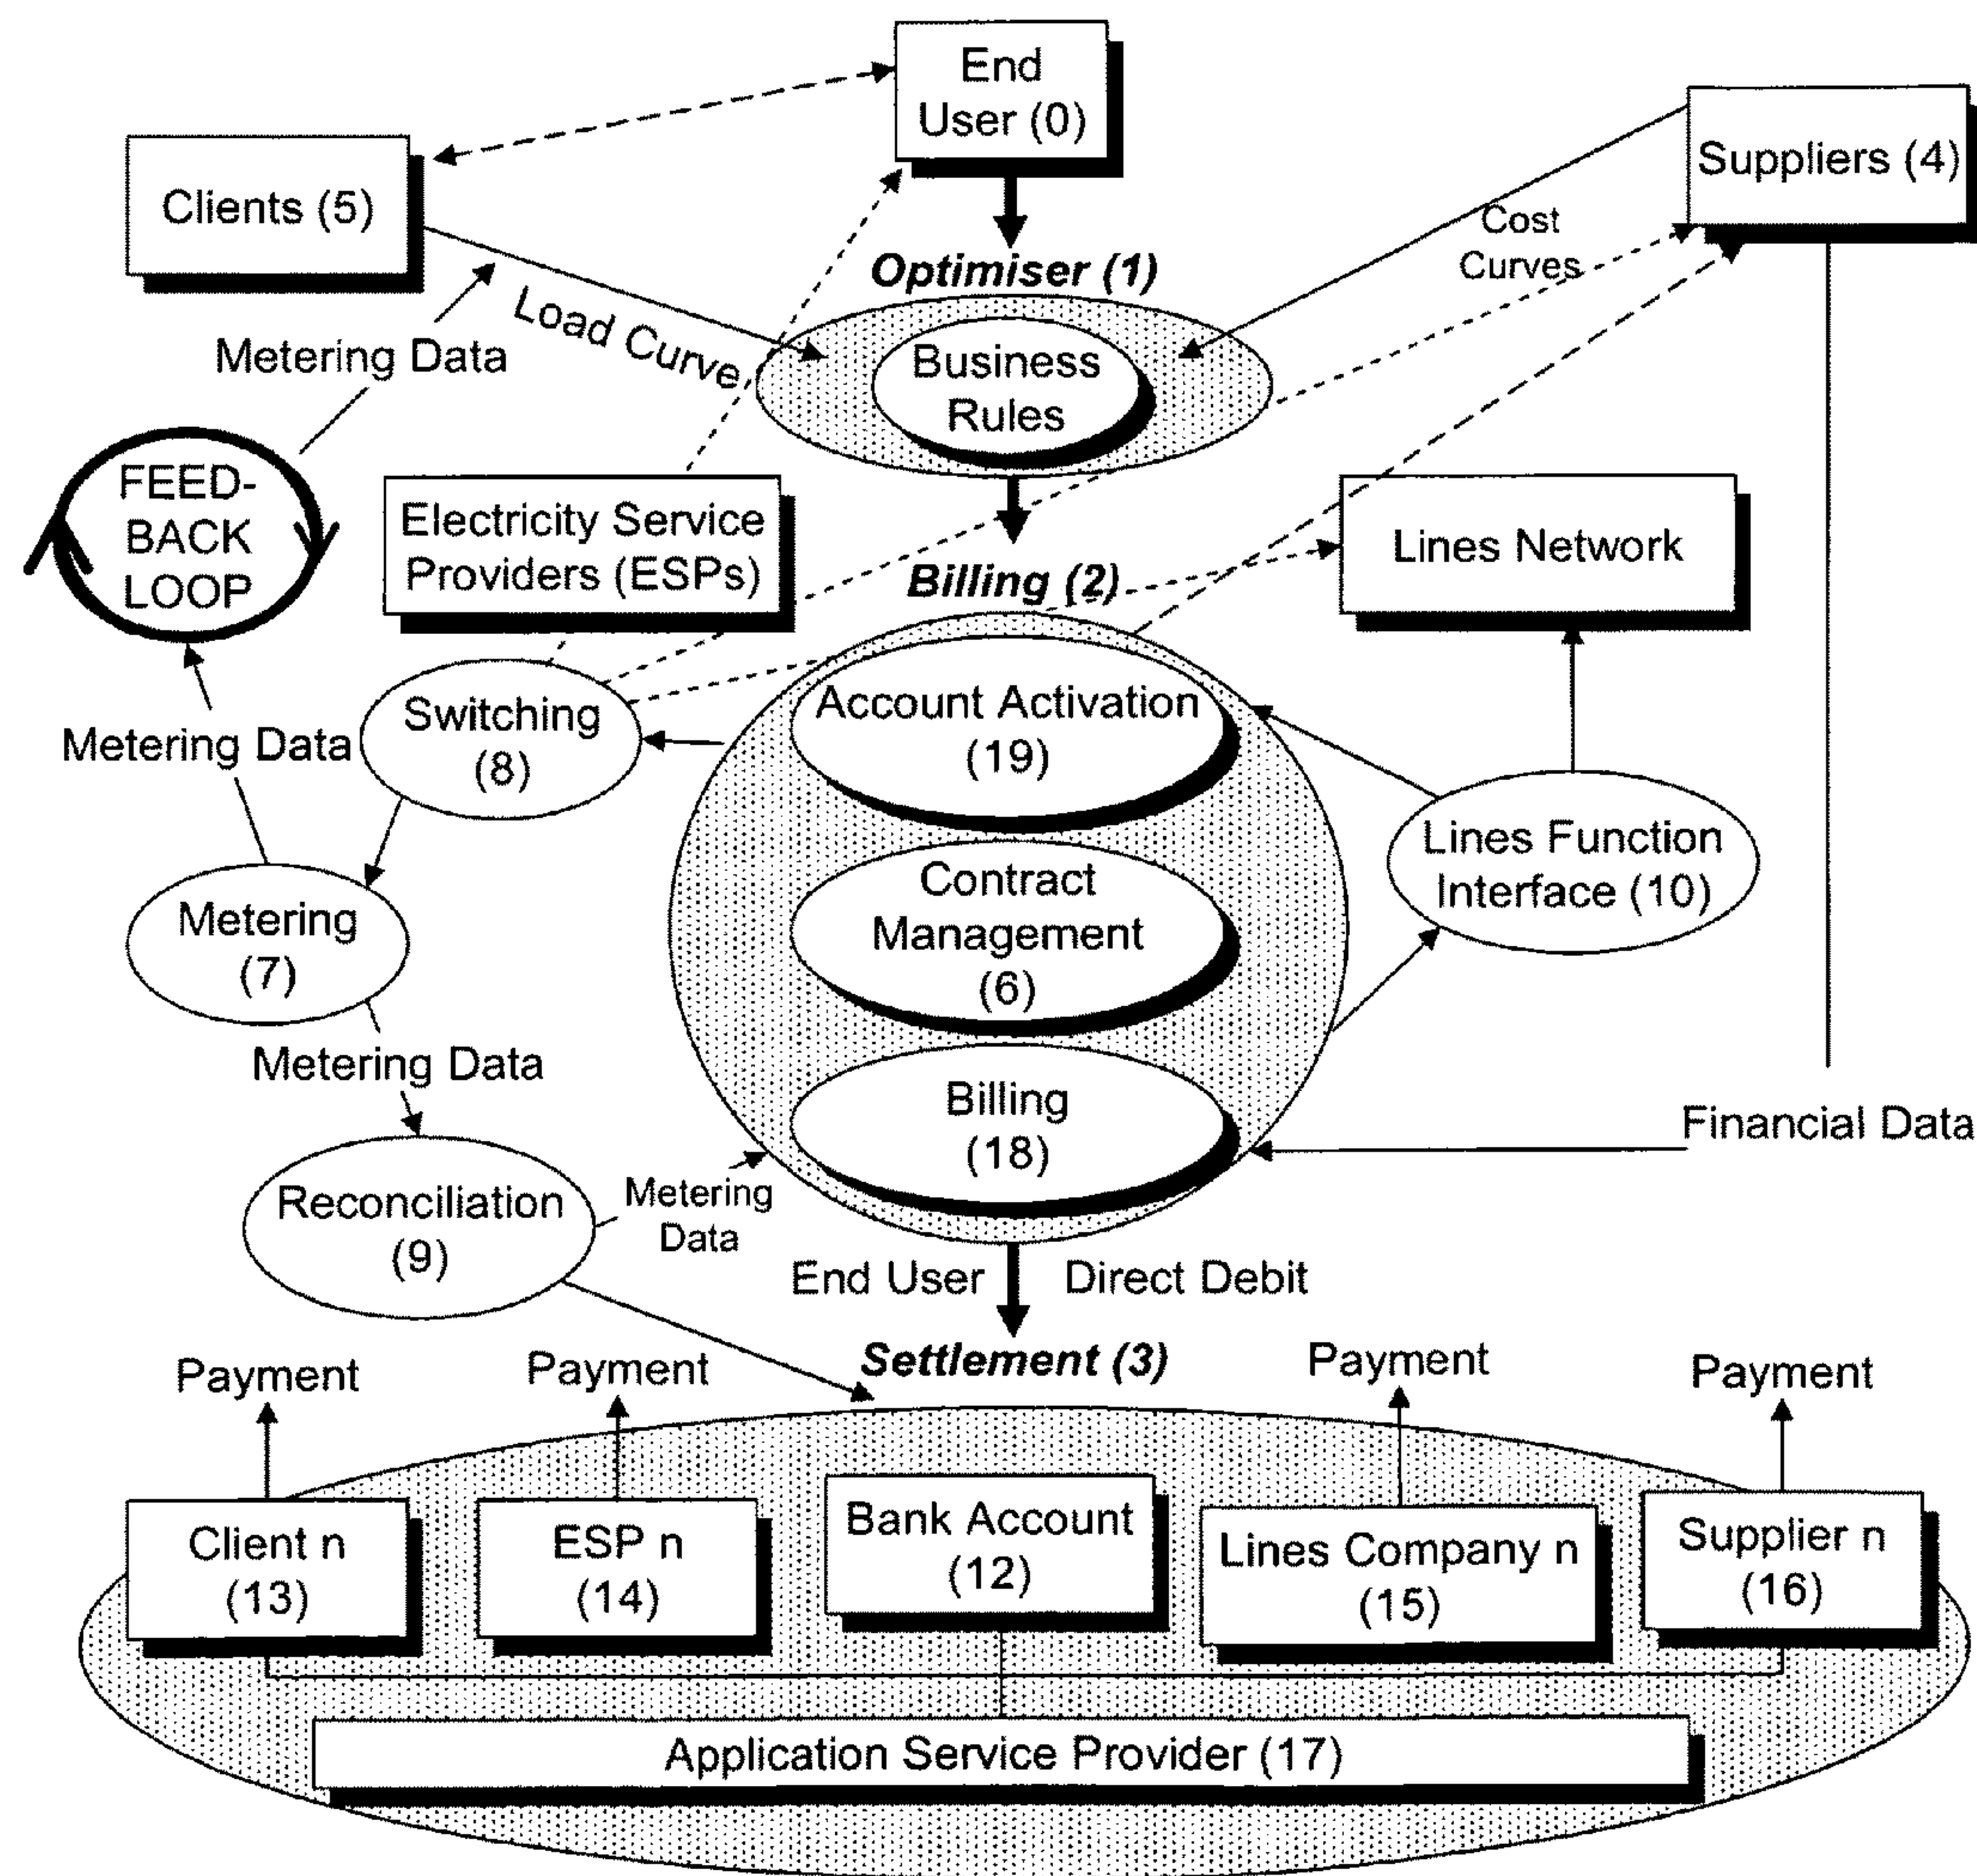 End
User (0)
Clients (5)
Suppliers (4)
Cost
Curves
Optimiser (1)
Load Curve
Metering Data
Business
Rules
FEED-
BACK
LOOP
Electricity Service
Providers (ESPs)
Lines Network
Billing (2)
Switching
(8)
Account Activation
(19)
Metering Data
Lines Function
Interface (10)
Contract
Management
(6)
Metering
(7)
Metering Data
Billing
(18)
Financial Data
Reconciliation
(9)
Metering
Data
End User
Direct Debit
Settlement (3)
Payment
Payment
Payment
Payment
Client n
(13)
ESP n
(14)
Bank Account
(12)
Lines Company n
(15)
Supplier n
(16)
Application Service Provider (17)